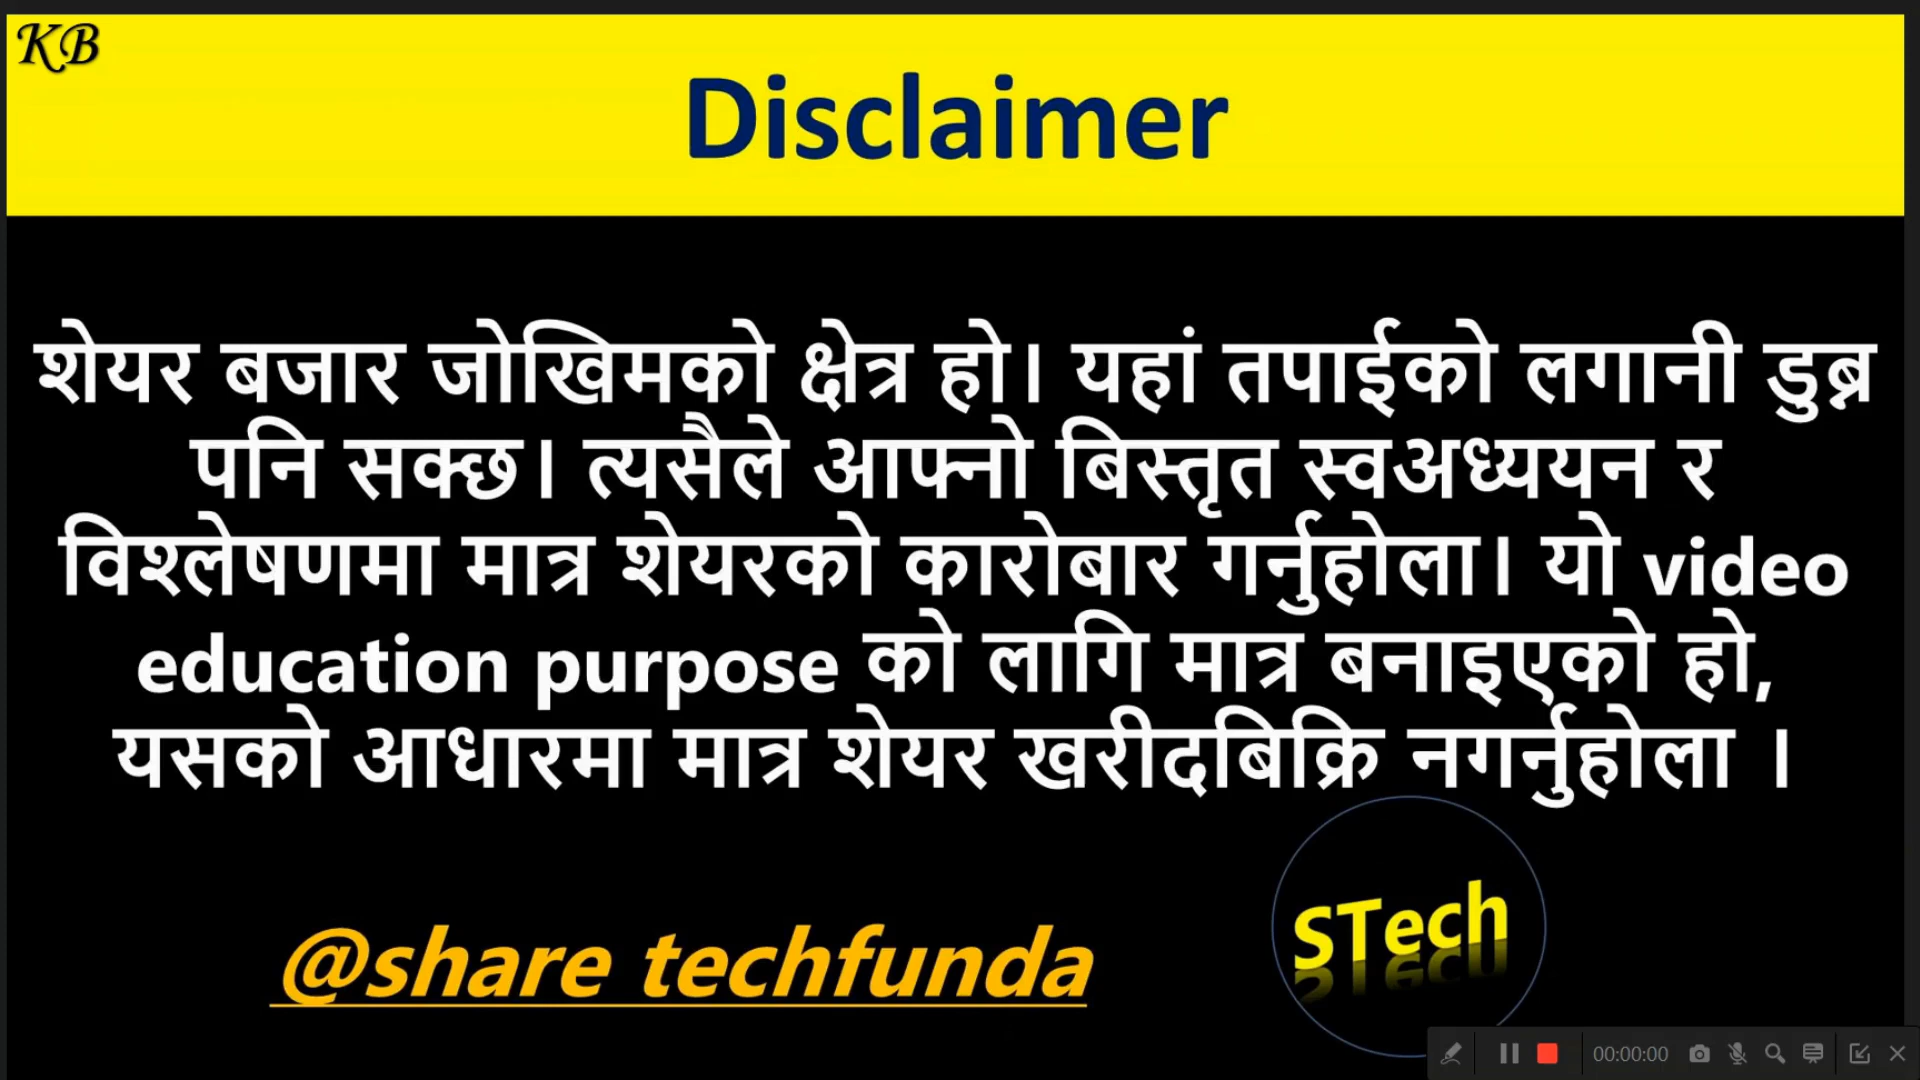 KB
Disclaimer
शेयर बजार जोखिमको क्षेत्र हो। यहां तपाईको लगानी डुब्न
पनि सक्छ। त्यसैले आफ्नो बिस्तृत स्वअध्ययन र
विश्लेषणमा मात्र शेयरको कारोबार गर्नुहोला। यो video
education purpose को लागि मात्र बनाइएको हो,
यसको आधारमा मात्र शेयर खरीदबिक्रि नगर्नुहोला ।
STech
@share techfunda
00:00:00